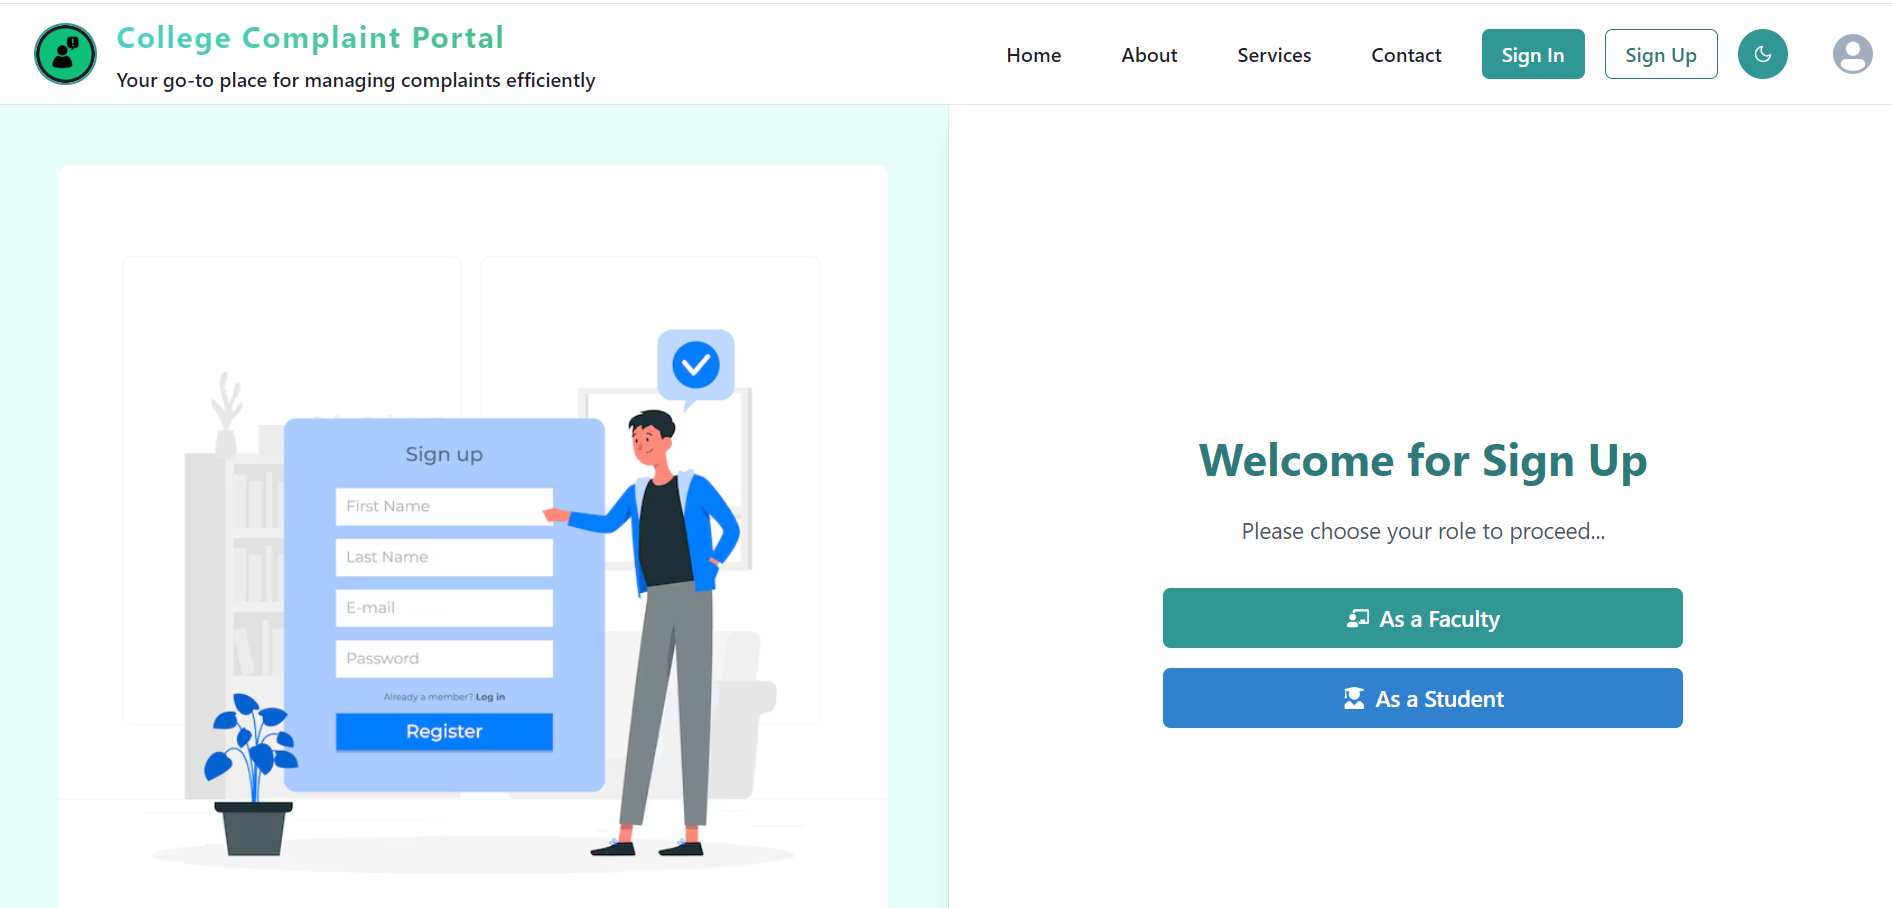 College Complaint Portal
Your go-to place for managing complaints efficiently
Home
About
Services
Contact
Sign In
Sign Up
Sign up
First Name
Last Name
E-mail
Password
Already a member? Log in
Register
Welcome for Sign Up
Please choose your role to proceed...
As a Faculty
As a Student